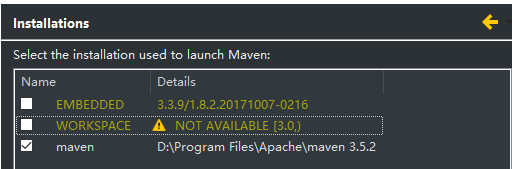 Installations
Select the installation used to launch Maven:
Name Details
EMBEDDED 3.3.9/1.8.2.20171007-0216
WORKSPACE NOT AVAILABLE [3.0,)
maven D:\Program Files\Apache\maven 3.5.2